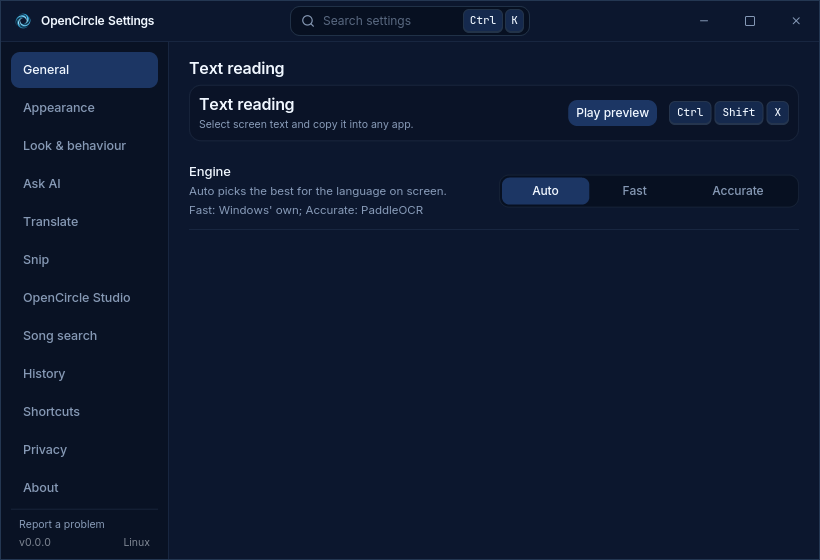 OpenCircle Settings
Search settings
Ctrl K
General
Appearance
Look & behaviour
Ask AI
Translate
Snip
OpenCircle Studio
Song search
History
Shortcuts
Privacy
About
Report a problem
v0.0.0 Linux
Text reading
Text reading
Select screen text and copy it into any app.
Play preview Ctrl Shift X
Engine
Auto picks the best for the language on screen.
Fast: Windows' own; Accurate: PaddleOCR
Auto Fast Accurate